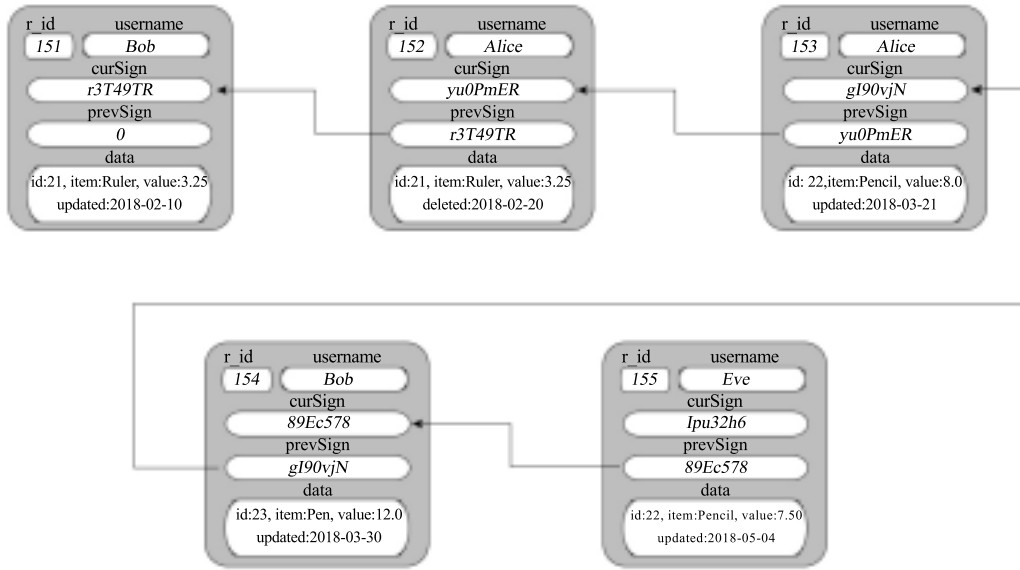 r_id username
151 Bob
curSign
r3T49TR
prevSign
0
data
id:21, item:Ruler, value:3.25
updated:2018-02-10
r_id username
152 Alice
curSign
yu0PmER
prevSign
r3T49TR
data
id:21, item:Ruler, value:3.25
deleted:2018-02-20
r_id username
153 Alice
curSign
gI90vjN
prevSign
yu0PmER
data
id: 22,item:Pencil, value:8.0
updated:2018-03-21
r_id username
154 Bob
curSign
89Ec578
prevSign
gI90vjN
data
id:23, item:Pen, value:12.0
updated:2018-03-30
r_id username
155 Eve
curSign
Ipu32h6
prevSign
89Ec578
data
id:22, item:Pencil, value:7.50
updated:2018-05-04